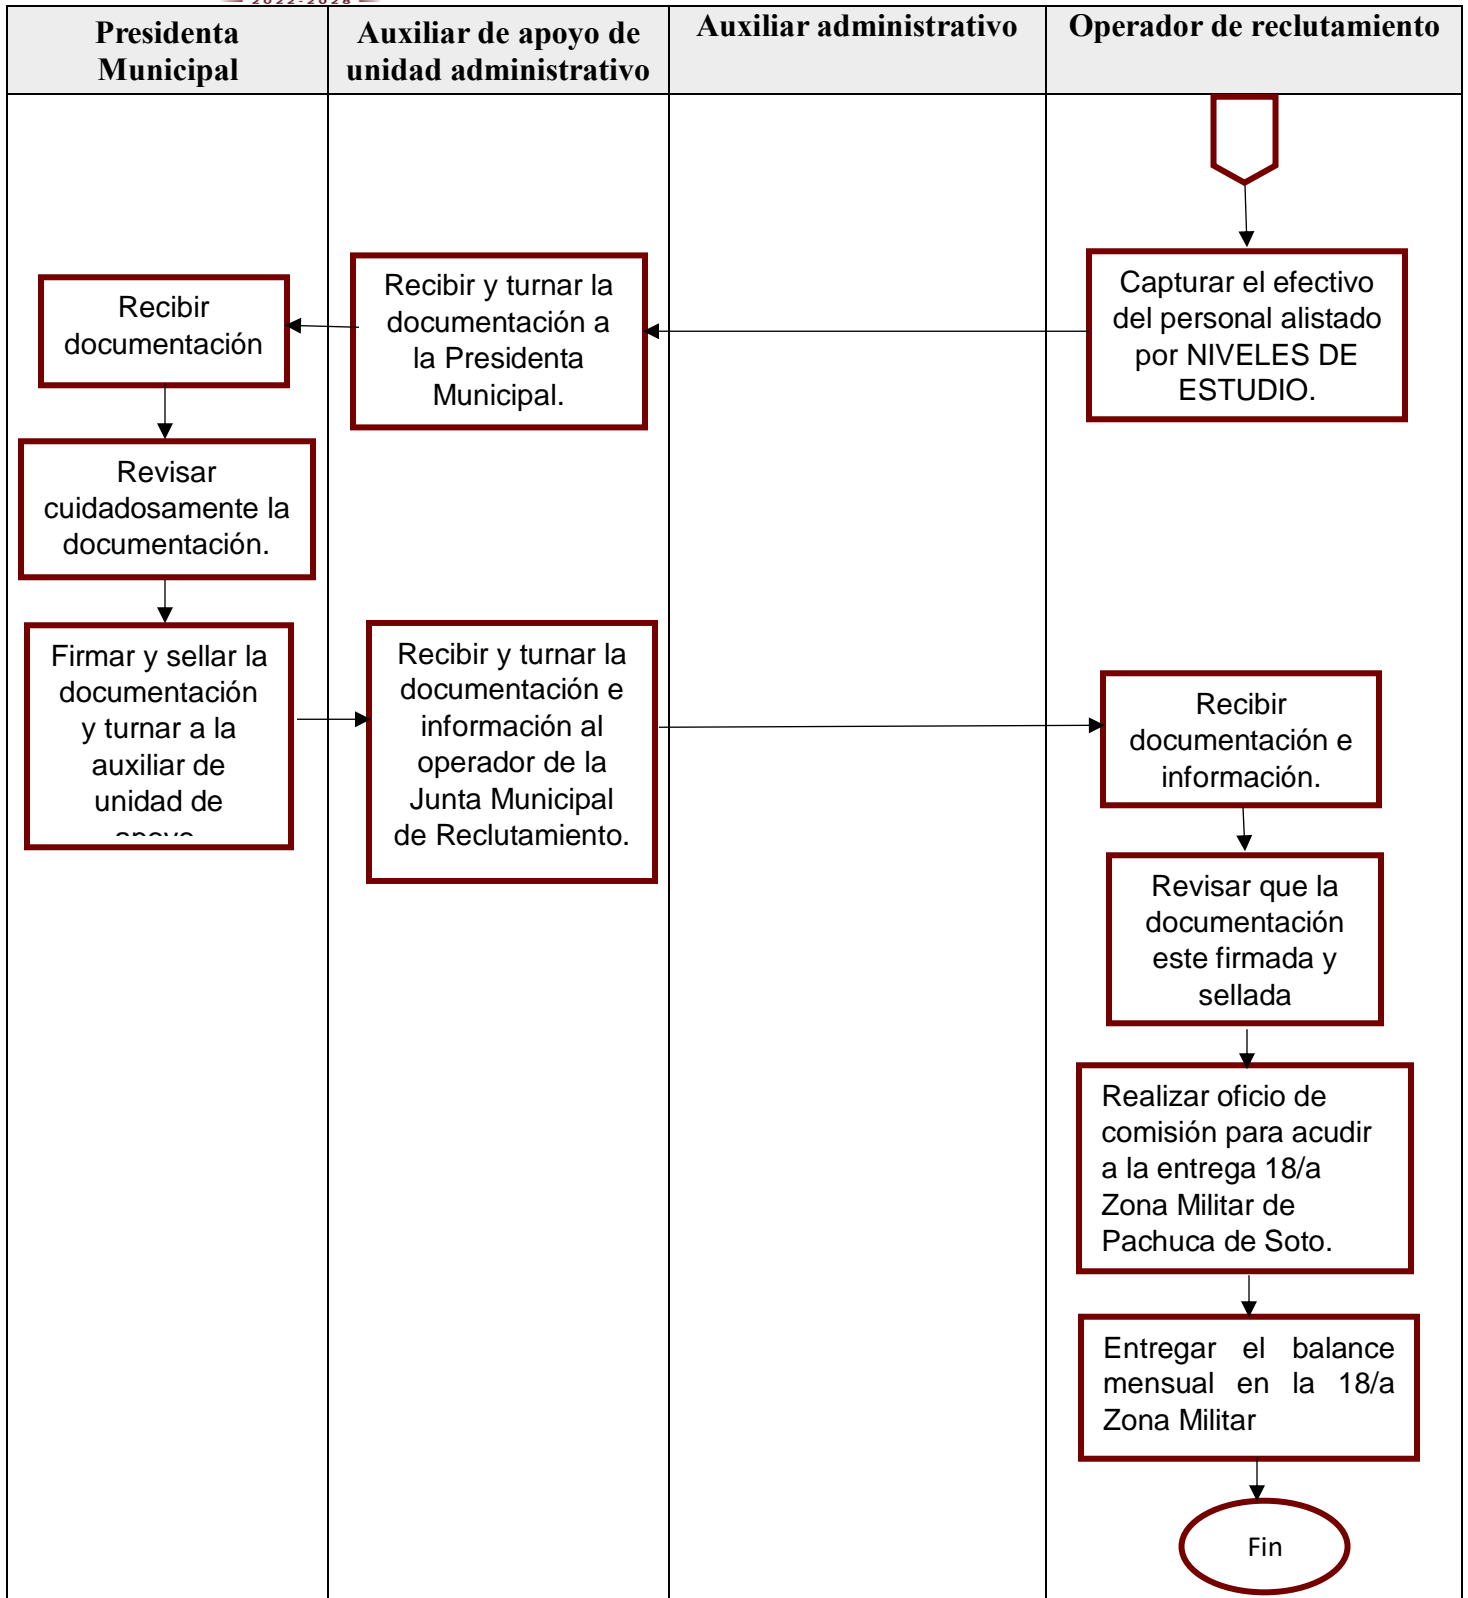 2022-2028
Presidenta
Municipal
Auxiliar de apoyo de
unidad administrativo
Auxiliar administrativo
Operador de reclutamiento
Capturar el efectivo
del personal alistado
por NIVELES DE
ESTUDIO.
Recibir y turnar la
documentación a
la Presidenta
Municipal.
Recibir
documentación
Revisar
cuidadosamente la
documentación.
Firmar y sellar la
documentación
y turnar a la
auxiliar de
unidad de
Recibir y turnar la
documentación e
información al
operador de la
Junta Municipal
de Reclutamiento.
Recibir
documentación e
información.
Revisar que la
documentación
este firmada y
sellada
Realizar oficio de
comisión para acudir
a la entrega 18/a
Zona Militar de
Pachuca de Soto.
Entregar el balance
mensual en la 18/a
Zona Militar
Fin